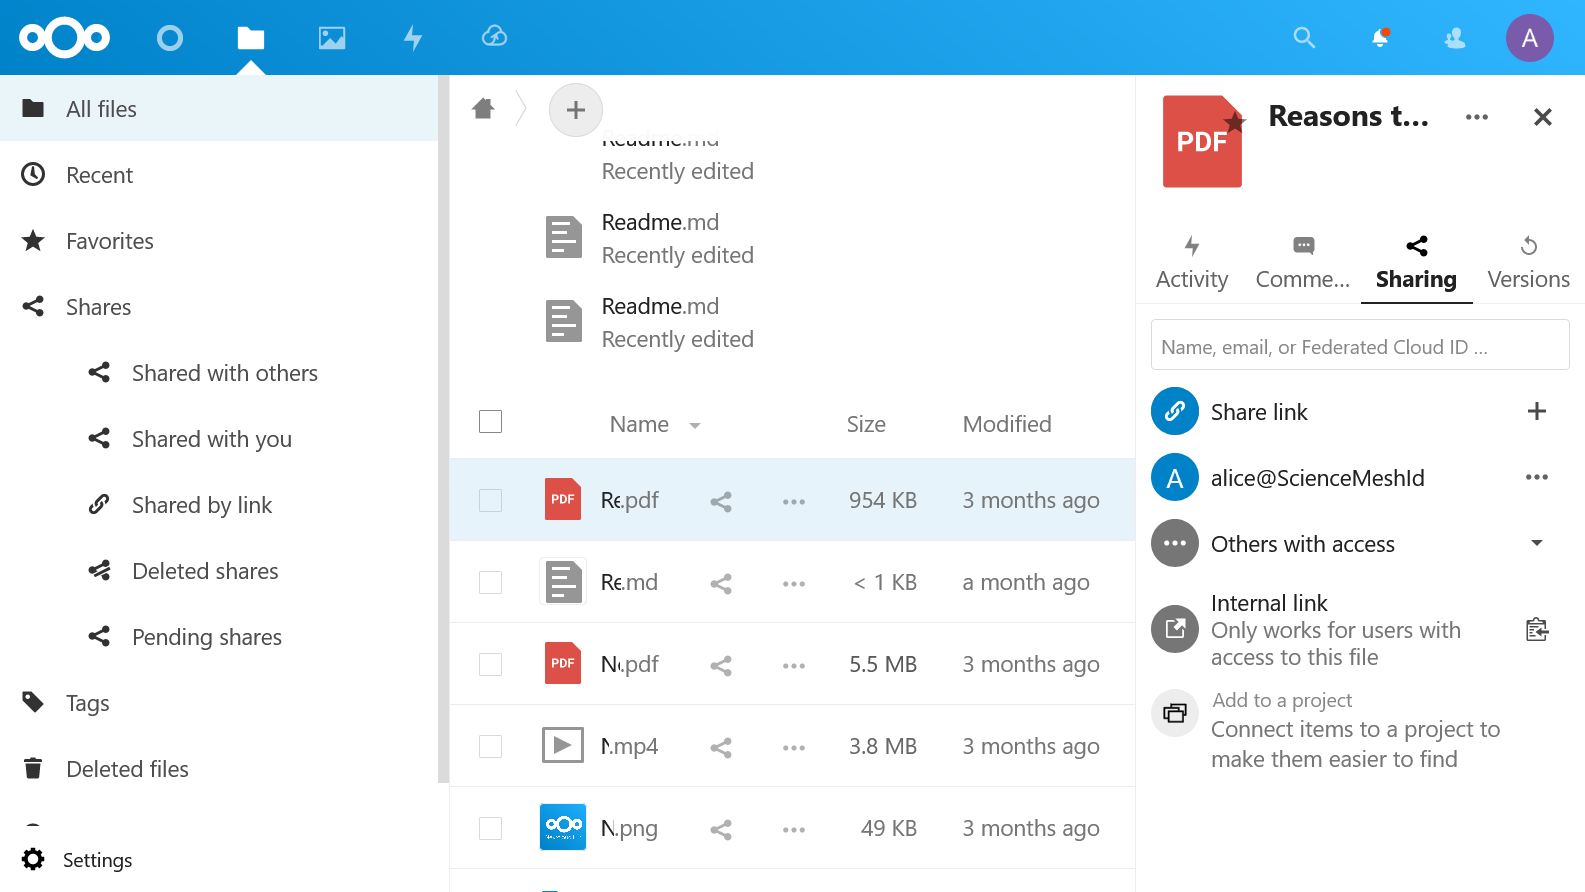 A
All files
Recent
Favorites
Shares
Shared with others
Shared with you
Shared by link
Deleted shares
Pending shares
Tags
Deleted files
Settings
Readme.md
Recently edited
Readme.md
Recently edited
Readme.md
Recently edited
Name Size Modified
PDF Re.pdf 954 KB 3 months ago
Re.md < 1 KB a month ago
PDF Ne.pdf 5.5 MB 3 months ago
N.mp4 3.8 MB 3 months ago
N.png 49 KB 3 months ago
PDF
Reasons t...
Activity Comme... Sharing Versions
Name, email, or Federated Cloud ID ...
Share link
A alice@ScienceMeshId
Others with access
Internal link
Only works for users with
access to this file
Add to a project
Connect items to a project to
make them easier to find